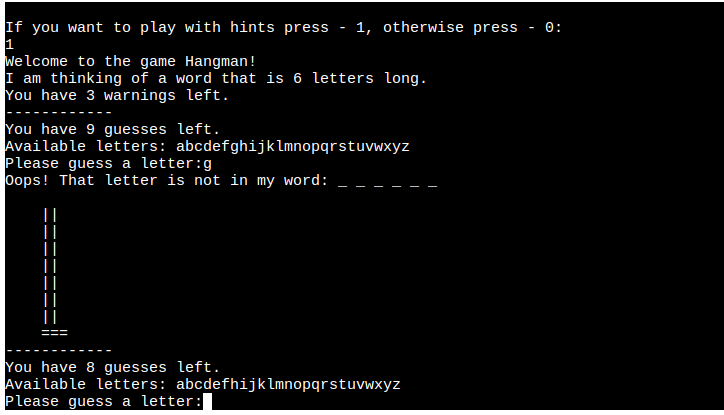 If you want to play with hints press - 1, otherwise press - 0:
1
Welcome to the game Hangman!
I am thinking of a word that is 6 letters long.
You have 3 warnings left.
------------
You have 9 guesses left.
Available letters: abcdefghijklmnopqrstuvwxyz
Please guess a letter:g
Oops! That letter is not in my word: _ _ _ _ _ _
||
||
||
||
||
||
||
===
------------
You have 8 guesses left.
Available letters: abcdefhijklmnopqrstuvwxyz
Please guess a letter: